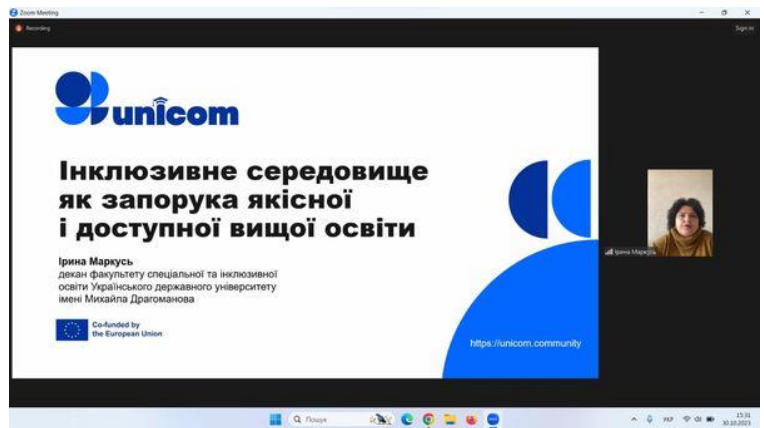 Zoom Meeting
Recording
Sign in
unicom
Інклюзивне середовище
як запорука якісної
і доступної вищої освіти
Ірина Маркусь
декан факультету спеціальної та інклюзивної
освіти Українського державного університету
імені Михайла Драгоманова
Co-funded by
the European Union
https://unicom.community
Ірина Маркусь
Пошук
УКР
15:31
30.10.2023